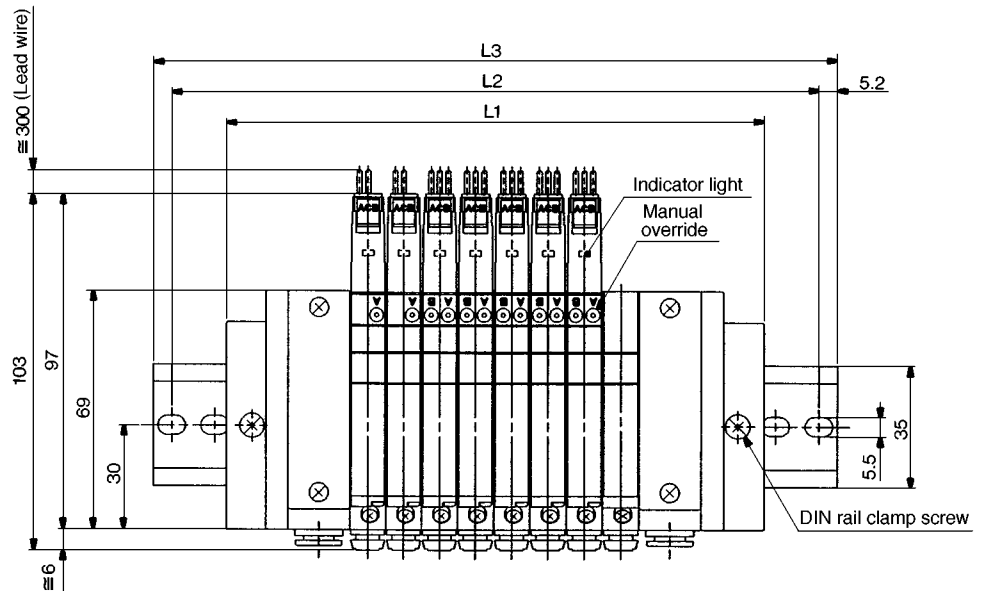 ≅300 (Lead wire)
L3
L2
5.2
L1
Indicator light
Manual
override
A A B A B A B A B A B A
103
97
69
30
35
5.5
DIN rail clamp screw
≅6